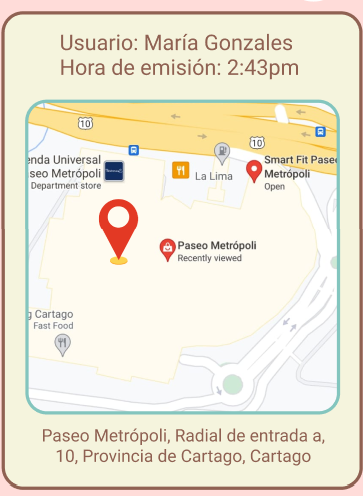 Usuario: María Gonzales
Hora de emisión: 2:43pm
10
10
enda Universal
aseo Metrópoli
Department store
La Lima
Smart Fit Pase
Metrópoli
Open
Paseo Metrópoli
Recently viewed
g Cartago
Fast Food
Paseo Metrópoli, Radial de entrada a,
10, Provincia de Cartago, Cartago